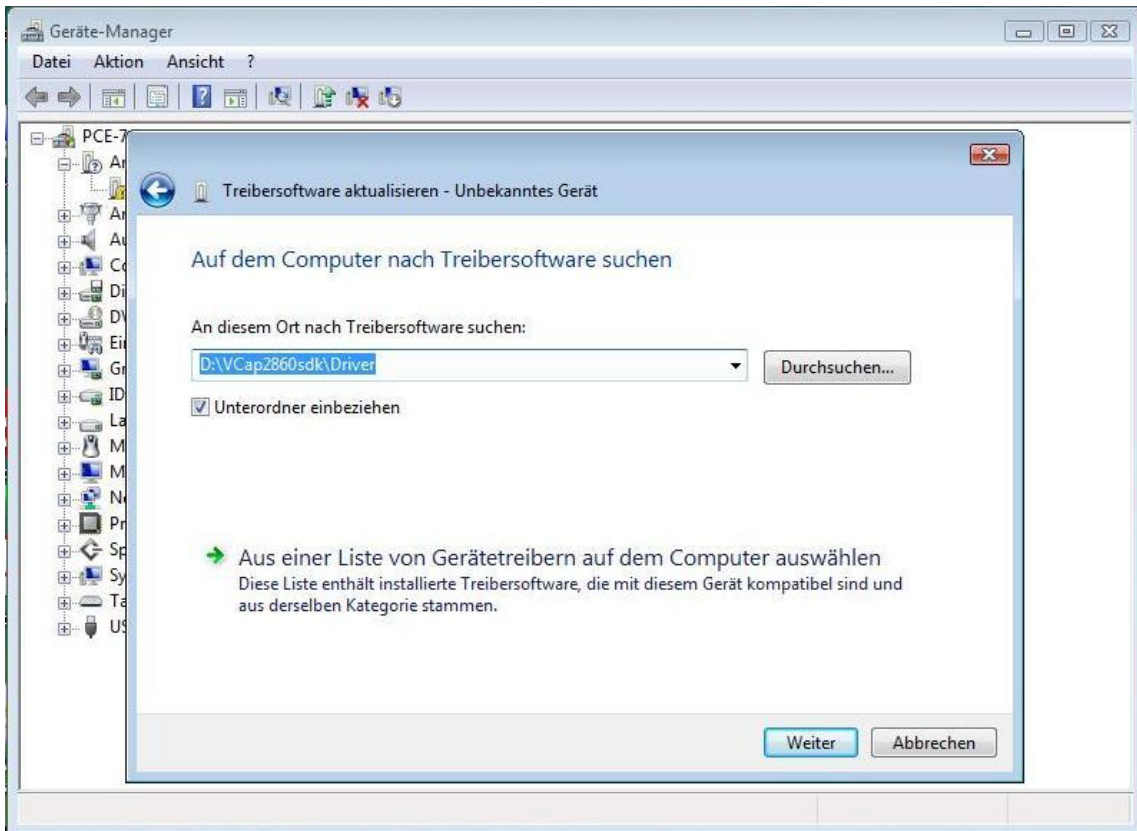 Geräte-Manager
Datei Aktion Ansicht ?
PCE-7
Treibersoftware aktualisieren - Unbekanntes Gerät
Auf dem Computer nach Treibersoftware suchen
An diesem Ort nach Treibersoftware suchen:
D:\VCap2860sdk\Driver
Durchsuchen...
Unterordner einbeziehen
Aus einer Liste von Gerätetreibern auf dem Computer auswählen
Diese Liste enthält installierte Treibersoftware, die mit diesem Gerät kompatibel sind und
aus derselben Kategorie stammen.
Weiter Abbrechen